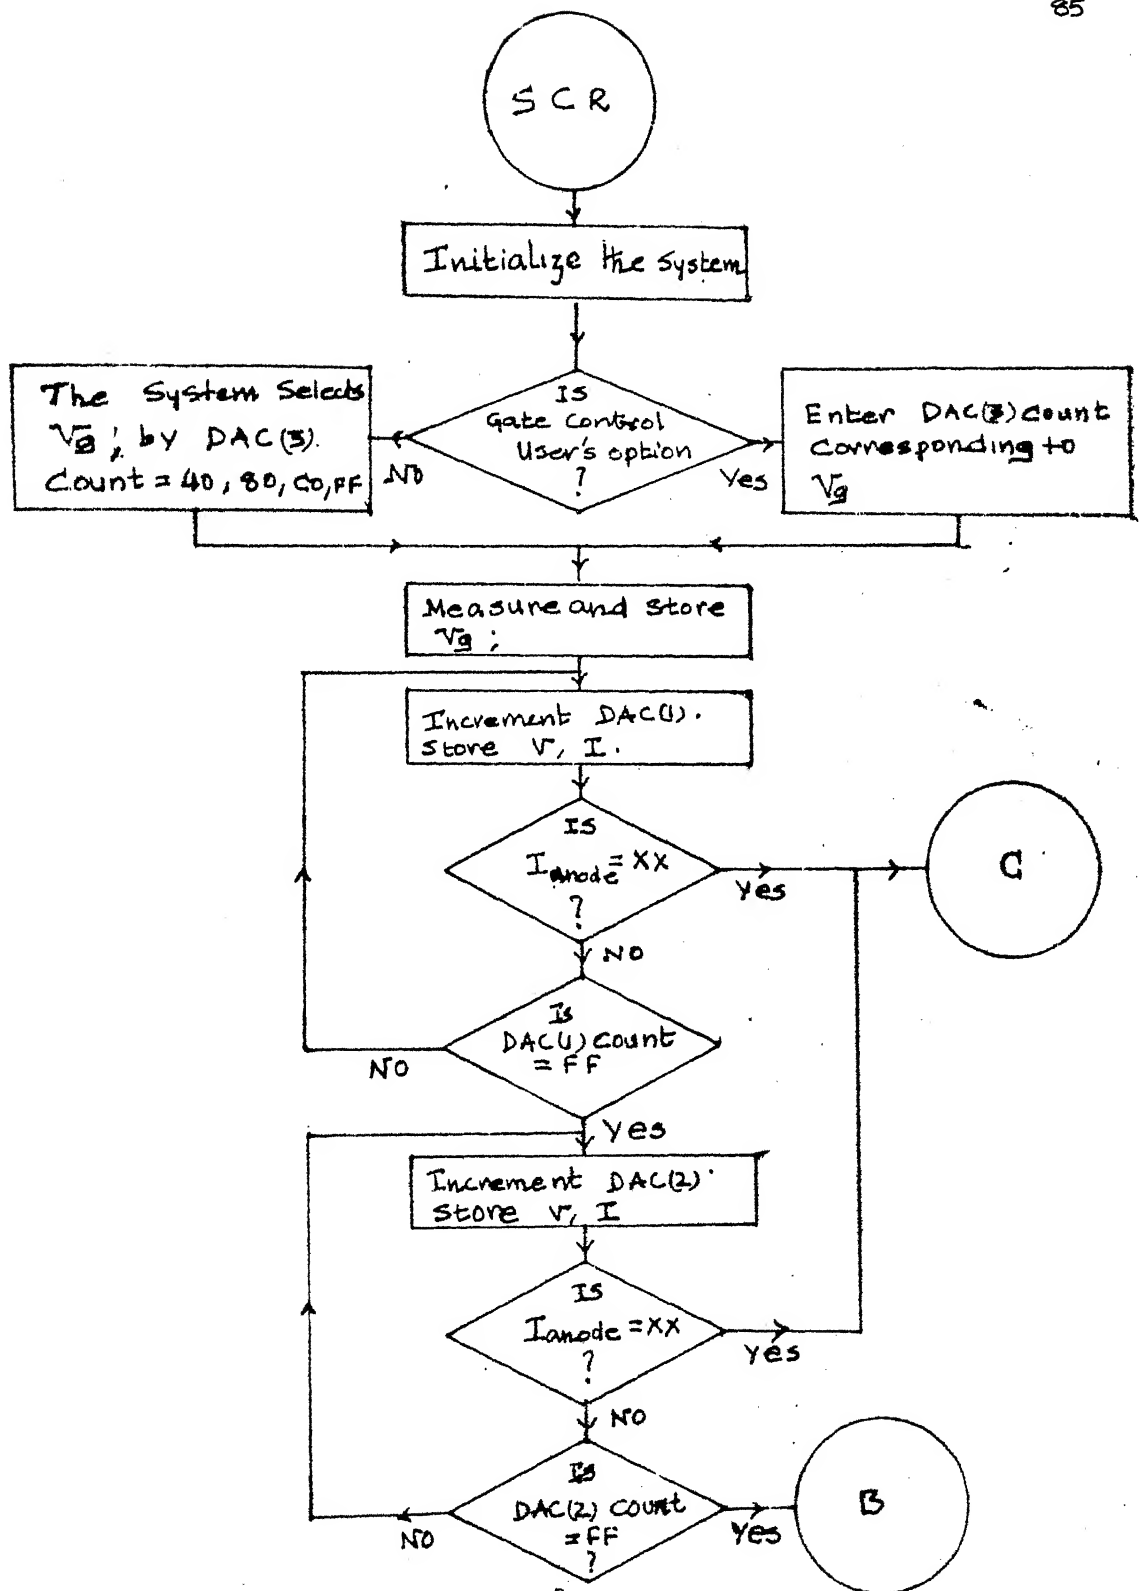 85
SCR
Initialize the System
The System Selects
Vg; by DAC(3).
Count = 40, 80, C0, FF
IS
Gate Control
User's option
?
NO
Yes
Enter DAC(3) Count
Corresponding to
Vg
Measure and Store
Vg;
Increment DAC(1).
Store V, I.
IS
Ianode = XX
?
Yes
C
NO
Is
DAC(1) Count
= FF
NO
Yes
Increment DAC(2).
Store V, I
IS
Ianode = XX
?
Yes
NO
Is
DAC(2) Count
= FF
?
NO
Yes
B